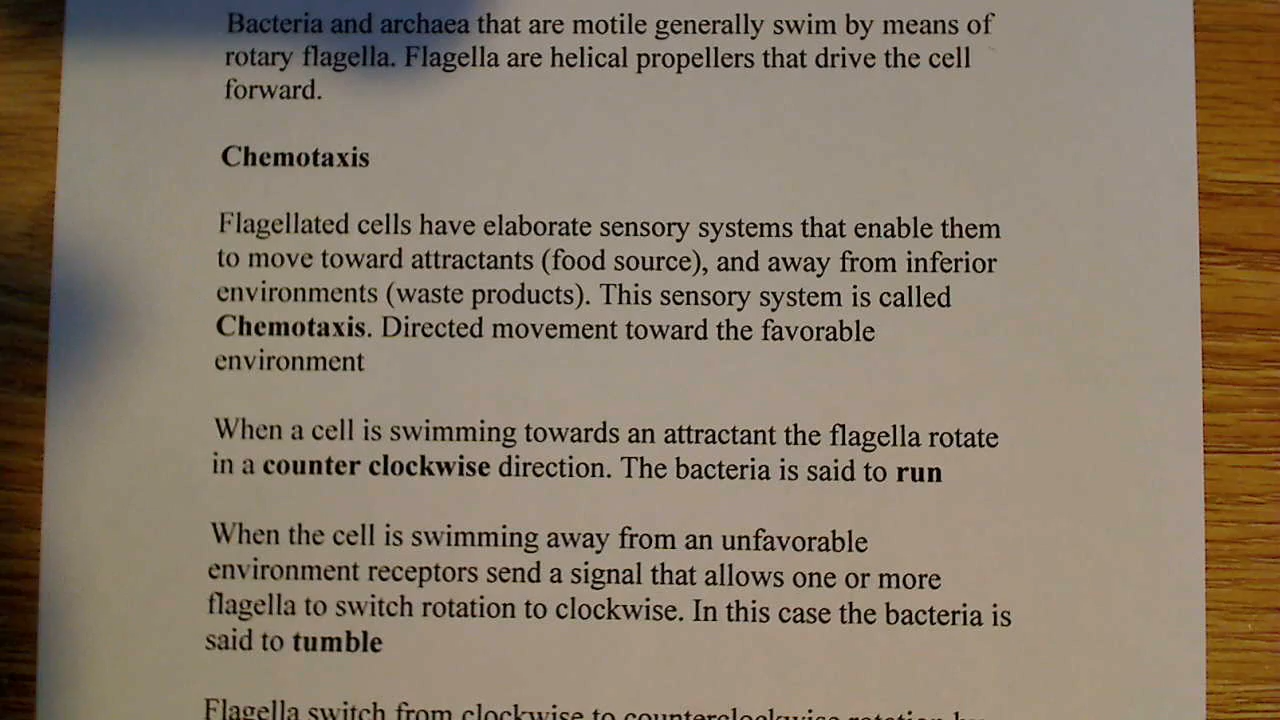 Bacteria and archaea that are motile generally swim by means of
rotary flagella. Flagella are helical propellers that drive the cell
forward.
Chemotaxis
Flagellated cells have elaborate sensory systems that enable them
to move toward attractants (food source), and away from inferior
environments (waste products). This sensory system is called
Chemotaxis. Directed movement toward the favorable
environment
When a cell is swimming towards an attractant the flagella rotate
in a counter clockwise direction. The bacteria is said to run
When the cell is swimming away from an unfavorable
environment receptors send a signal that allows one or more
flagella to switch rotation to clockwise. In this case the bacteria is
said to tumble
Flagella switch from clockwise to counterclockwise rotation by